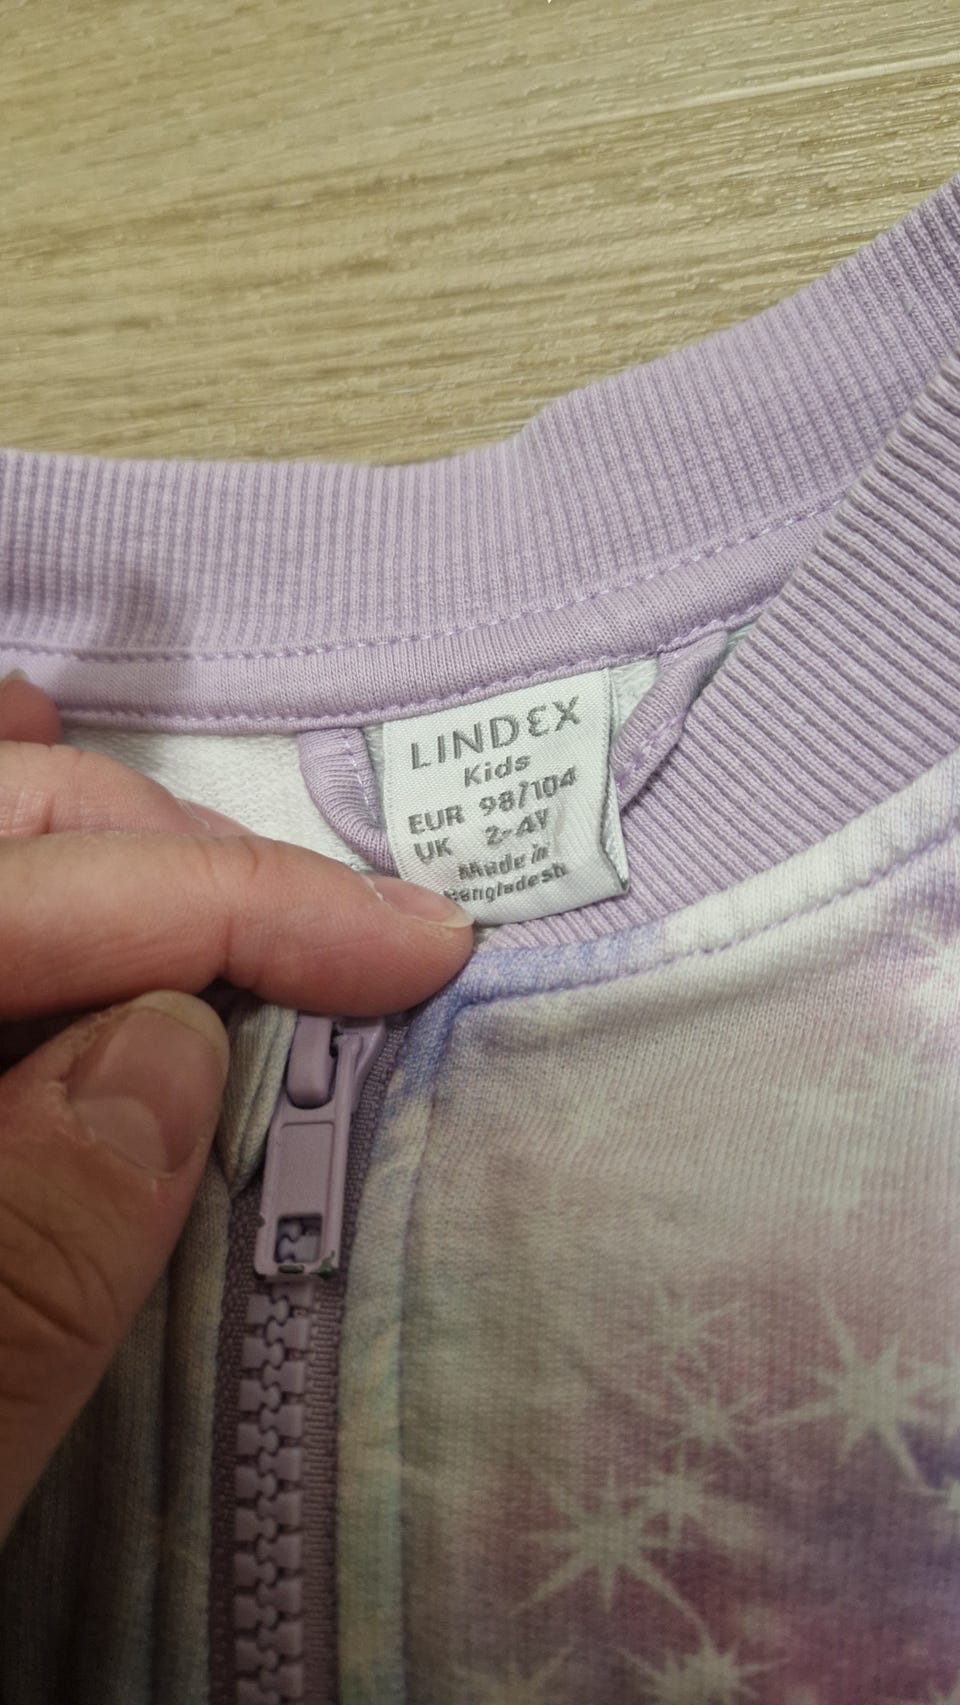 LINDEX
Kids
EUR 98/104
UK 2-4Y
Made in
Bangladesh